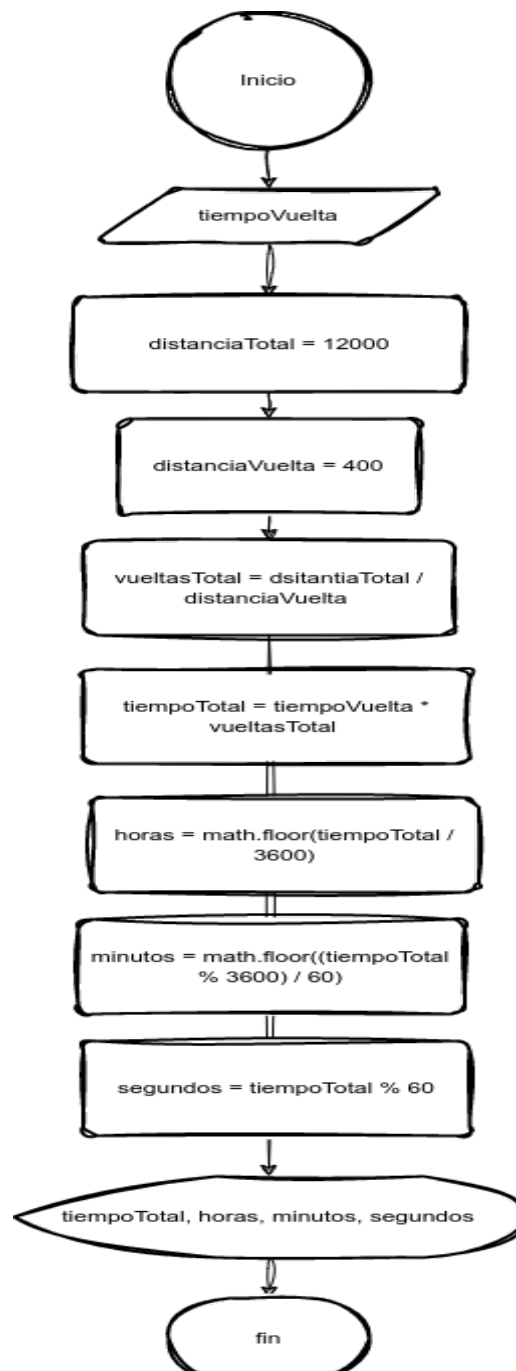 Inicio
tiempoVuelta
distanciaTotal = 12000
distanciaVuelta = 400
vueltasTotal = dsitantiaTotal /
distanciaVuelta
tiempoTotal = tiempoVuelta *
vueltasTotal
horas = math.floor(tiempoTotal /
3600)
minutos = math.floor((tiempoTotal
% 3600) / 60)
segundos = tiempoTotal % 60
tiempoTotal, horas, minutos, segundos
fin